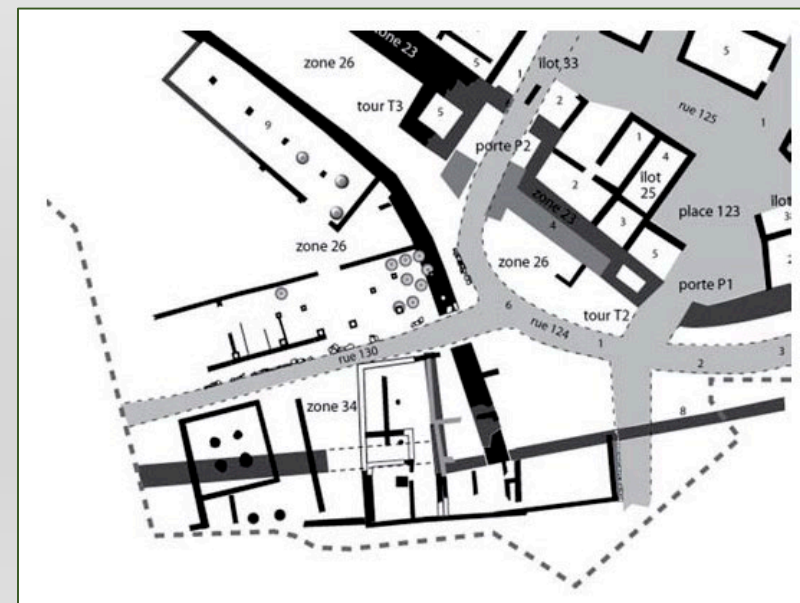 zone 23
zone 26
5
îlot 33
5
1
2
rue 125
1
tour T3
5
6
9
porte P2
1
4
îlot
25
2
zone 23
4
3
place 123
5
zone 26
zone 26
porte P1
tour T2
6
rue 124
1
2
3
rue 130
zone 34
8